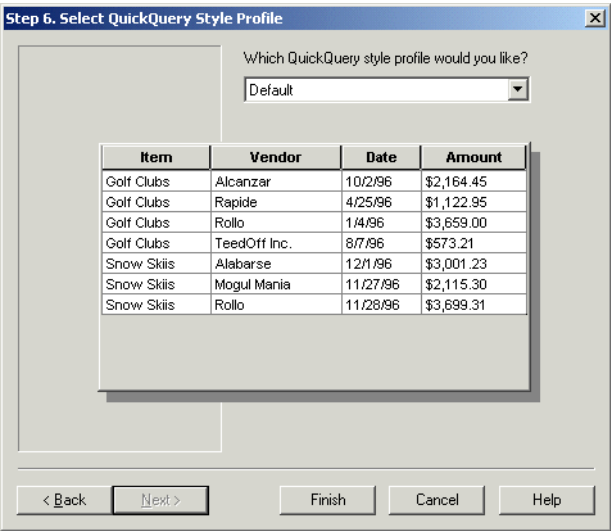 Step 6. Select QuickQuery Style Profile
Which QuickQuery style profile would you like?
Default
Item Vendor Date Amount
Golf Clubs Alcanzar 10/2/96 $2,164.45
Golf Clubs Rapide 4/25/96 $1,122.95
Golf Clubs Rollo 1/4/96 $3,659.00
Golf Clubs TeedOff Inc. 8/7/96 $573.21
Snow Skiis Alabarse 12/1/96 $3,001.23
Snow Skiis Mogul Mania 11/27/96 $2,115.30
Snow Skiis Rollo 11/28/96 $3,699.31
< Back Next > Finish Cancel Help